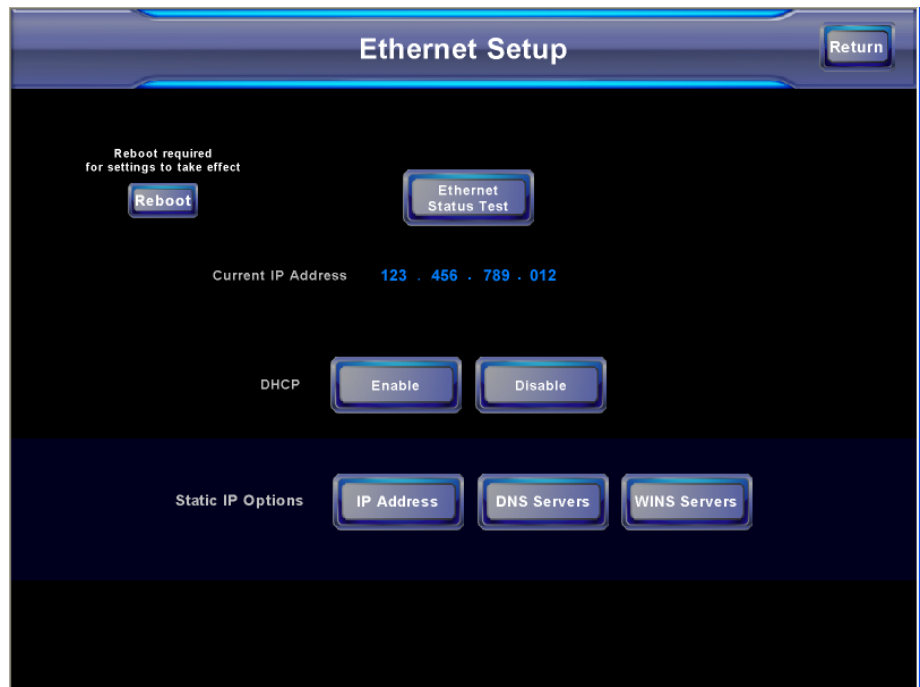 Ethernet Setup
Return
Reboot required
for settings to take effect
Reboot
Ethernet
Status Test
Current IP Address 123 . 456 . 789 . 012
DHCP Enable Disable
Static IP Options IP Address DNS Servers WINS Servers